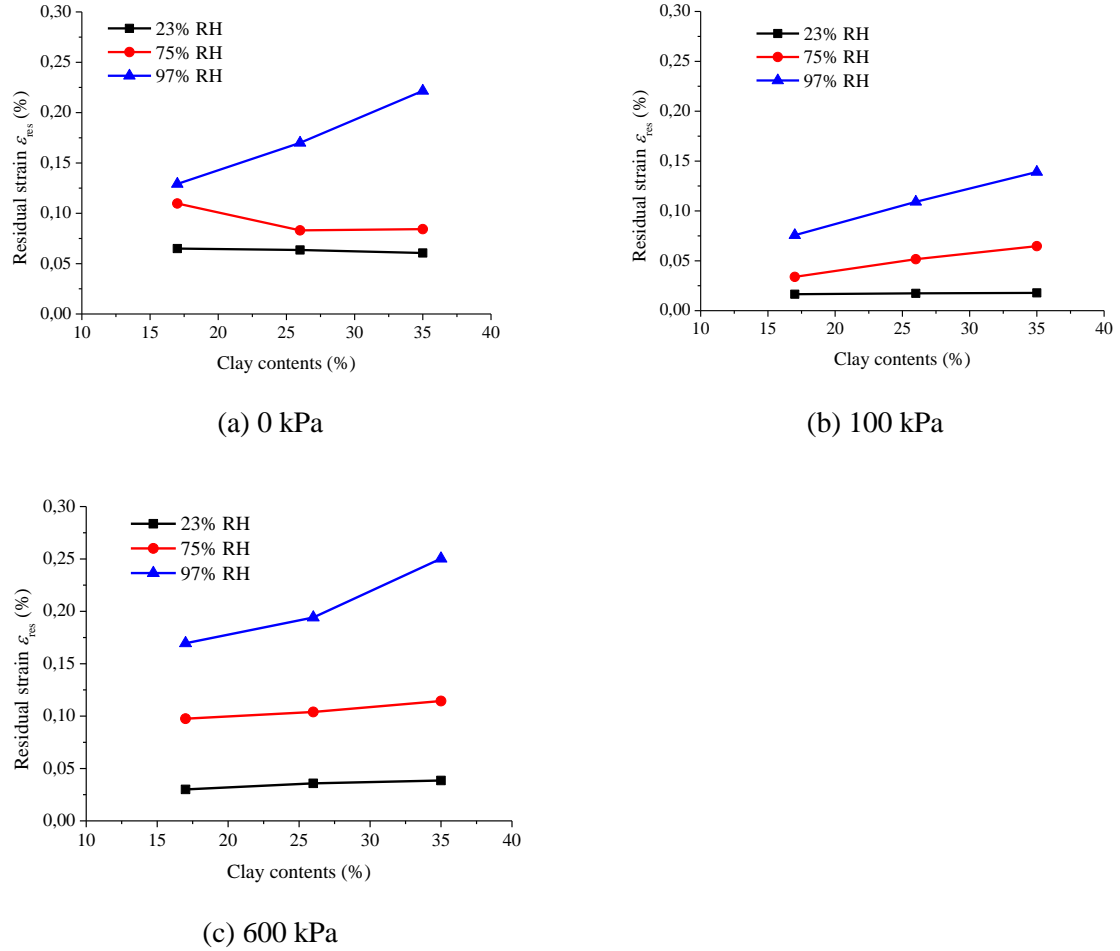 0,30
0,25
0,20
0,15
0,10
0,05
0,00
Residual strain εres (%)
23% RH
75% RH
97% RH
10 15 20 25 30 35 40
Clay contents (%)
(a) 0 kPa
0,30
0,25
0,20
0,15
0,10
0,05
0,00
Residual strain εres (%)
23% RH
75% RH
97% RH
10 15 20 25 30 35 40
Clay contents (%)
(b) 100 kPa
0,30
0,25
0,20
0,15
0,10
0,05
0,00
Residual strain εres (%)
23% RH
75% RH
97% RH
10 15 20 25 30 35 40
Clay contents (%)
(c) 600 kPa